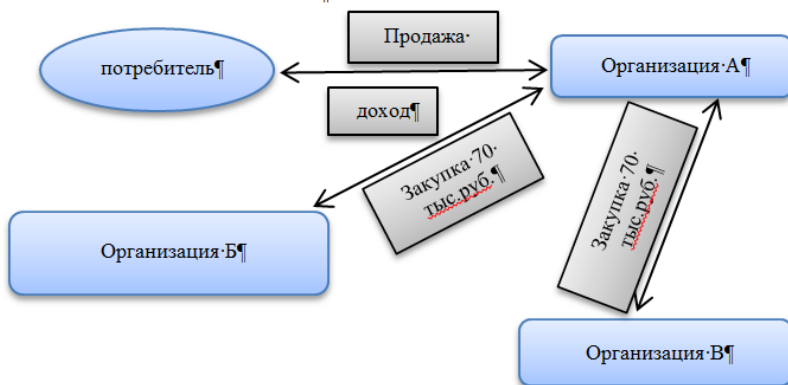 Продажа·
потребитель¶
Организация·А¶
доход¶
Закупка·70·
тыс.руб.¶
Закупка·70·
тыс.руб.¶
Организация·Б¶
Организация·В¶